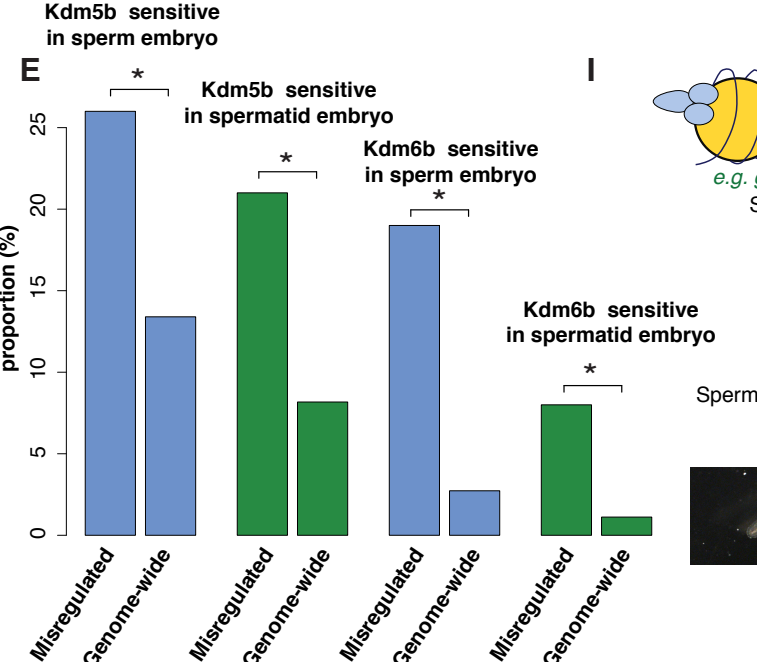 Kdm5b sensitive
in sperm embryo
E
*
Kdm5b sensitive
in spermatid embryo
*
Kdm6b sensitive
in sperm embryo
*
Kdm6b sensitive
in spermatid embryo
*
proportion (%)
25
20
15
10
5
0
Misregulated
Genome-wide
Misregulated
Genome-wide
Misregulated
Genome-wide
Misregulated
Genome-wide
I
e.g. g
S
Sperm